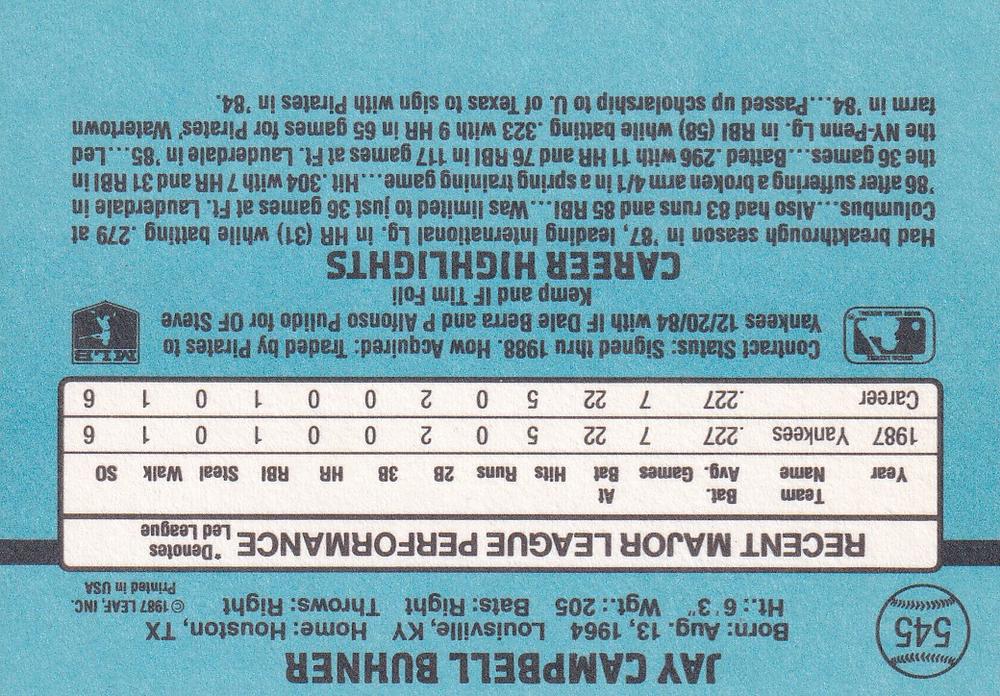 545
JAY CAMPBELL BUHNER
Born: Aug. 13, 1964 Louisville, KY Home: Houston, TX
Ht.: 6'3" Wgt.: 205 Bats: Right Throws: Right
© 1987 LEAF, INC.
Printed in USA
RECENT MAJOR LEAGUE PERFORMANCE *Denotes Led League
Year Team Name Bat. Avg. Games At Bat Hits Runs 2B 3B HR RBI Steal Walk SO
1987 Yankees .227 7 22 5 0 2 0 0 1 0 1 6
Career .227 7 22 5 0 2 0 0 1 0 1 6
OFFICIAL LICENSEE
MAJOR LEAGUE BASEBALL
Contract Status: Signed thru 1988. How Acquired: Traded by Pirates to
Yankees 12/20/84 with IF Dale Berra and P Alfonso Pulido for OF Steve
Kemp and IF Tim Foli
MLB
CAREER HIGHLIGHTS
Had breakthrough season in '87, leading International Lg. in HR (31) while batting .279 at
Columbus...Also had 83 runs and 85 RBI...Was limited to just 36 games at Ft. Lauderdale in
'86 after suffering a broken arm 4/1 in a spring training game...Hit .304 with 7 HR and 31 RBI in
the 36 games....Batted .296 with 11 HR and 76 RBI in 117 games at Ft. Lauderdale in '85...Led
the NY-Penn Lg. in RBI (58) while batting .323 with 9 HR in 65 games for Pirates' Watertown
farm in '84...Passed up scholarship to U. of Texas to sign with Pirates in '84.